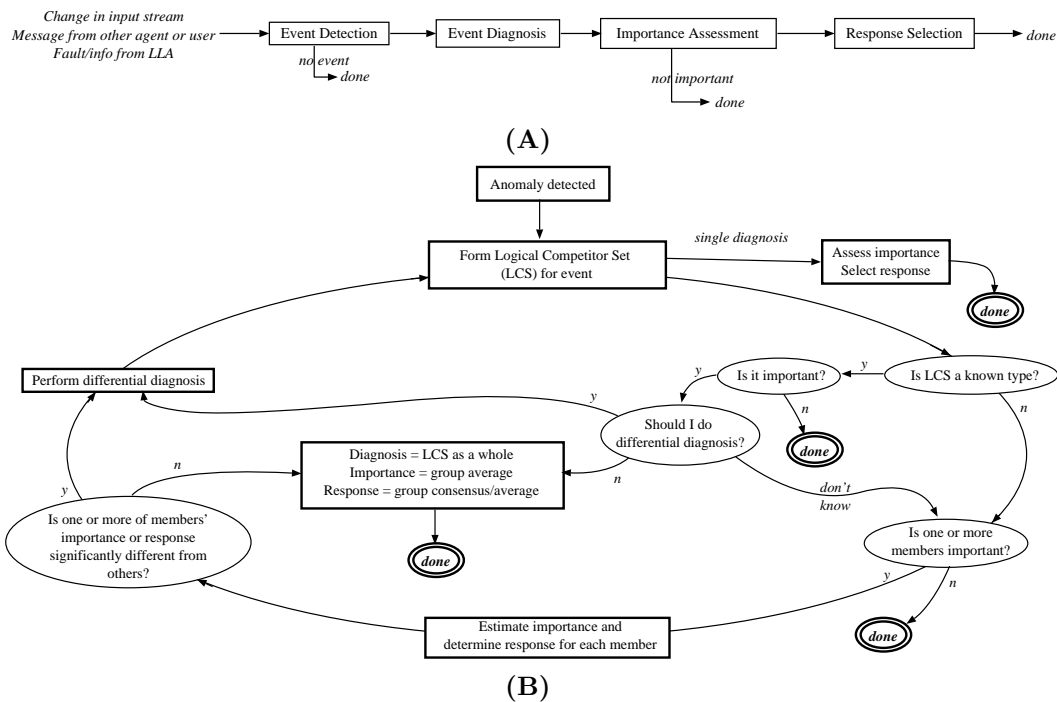 Change in input stream
Message from other agent or user
Fault/info from LLA
Event Detection
Event Diagnosis
Importance Assessment
Response Selection
done
no event
done
not important
done
(A)
Anomaly detected
Form Logical Competitor Set
(LCS) for event
single diagnosis
Assess importance
Select response
done
Perform differential diagnosis
Is it important?
y
Is LCS a known type?
y
n
n
done
y
Should I do
differential diagnosis?
n
don't
know
Diagnosis = LCS as a whole
Importance = group average
Response = group consensus/average
done
n
y
Is one or more of members'
importance or response
significantly different from
others?
Is one or more
members important?
y
n
done
Estimate importance and
determine response for each member
(B)